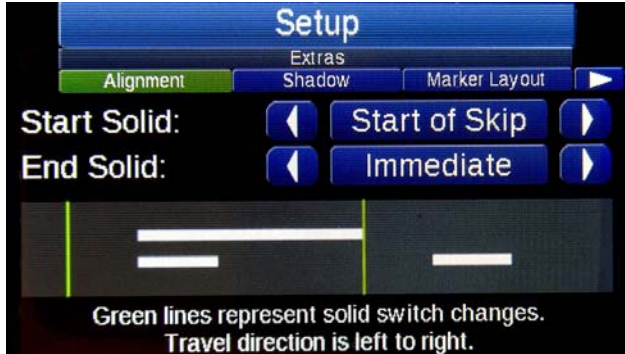 Setup
Extras
Alignment Shadow Marker Layout
Start Solid: Start of Skip
End Solid: Immediate
Green lines represent solid switch changes.
Travel direction is left to right.